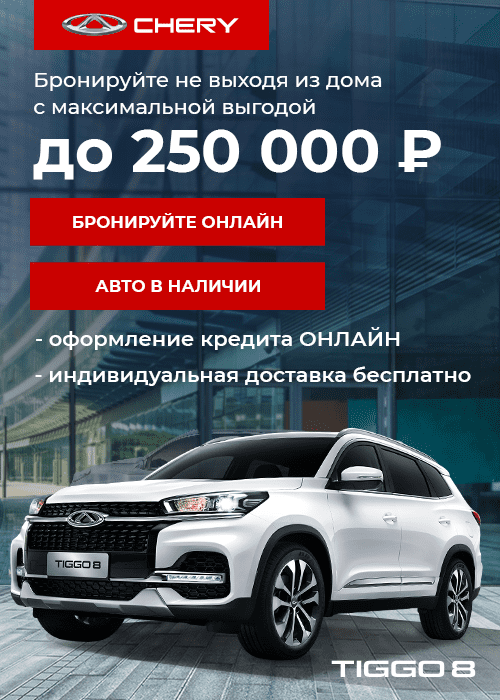 CHERY
Бронируйте не выходя из дома
с максимальной выгодой
до 250 000 ₽
БРОНИРУЙТЕ ОНЛАЙН
АВТО В НАЛИЧИИ
- оформление кредита ОНЛАЙН
- индивидуальная доставка бесплатно
TIGGO 8
TIGGO 8